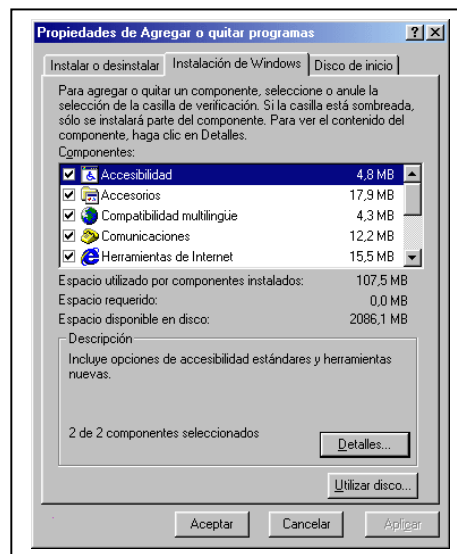 Propiedades de Agregar o quitar programas
Instalar o desinstalar Instalación de Windows Disco de inicio
Para agregar o quitar un componente, seleccione o anule la
selección de la casilla de verificación. Si la casilla está sombreada,
sólo se instalará parte del componente. Para ver el contenido del
componente, haga clic en Detalles.
Componentes:
Accesibilidad 4,8 MB
Accesorios 17,9 MB
Compatibilidad multilingüe 4,3 MB
Comunicaciones 12,2 MB
Herramientas de Internet 15,5 MB
Espacio utilizado por componentes instalados: 107,5 MB
Espacio requerido: 0,0 MB
Espacio disponible en disco: 2086,1 MB
Descripción
Incluye opciones de accesibilidad estándares y herramientas
nuevas.
2 de 2 componentes seleccionados
Detalles...
Utilizar disco...
Aceptar Cancelar Aplicar